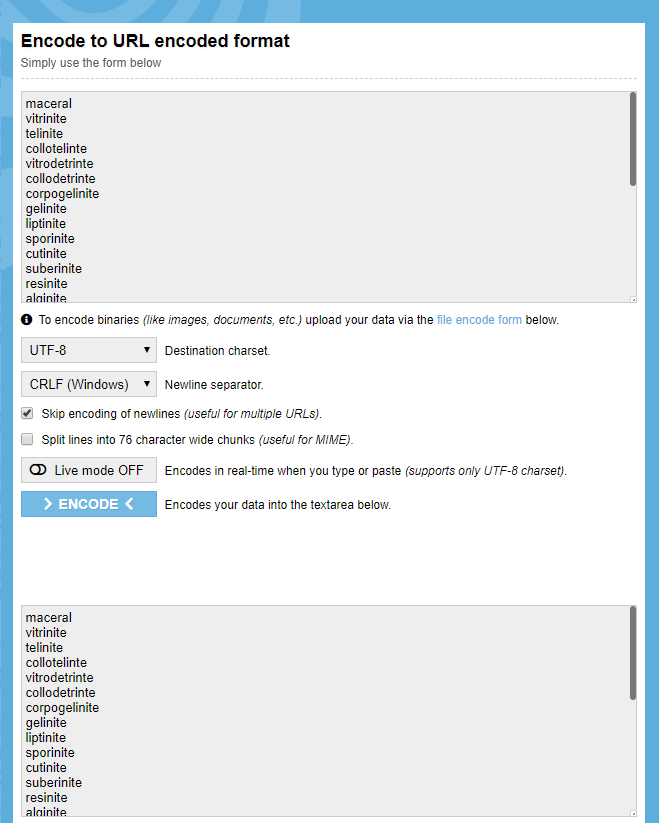 Encode to URL encoded format
Simply use the form below
maceral
vitrinite
telinite
collotelinte
vitrodetrinte
collodetrinte
corpogelinite
gelinite
liptinite
sporinite
cutinite
suberinite
resinite
alginite
To encode binaries (like images, documents, etc.) upload your data via the file encode form below.
UTF-8 Destination charset.
CRLF (Windows) Newline separator.
Skip encoding of newlines (useful for multiple URLs).
Split lines into 76 character wide chunks (useful for MIME).
Live mode OFF Encodes in real-time when you type or paste (supports only UTF-8 charset).
ENCODE Encodes your data into the textarea below.
maceral
vitrinite
telinite
collotelinte
vitrodetrinte
collodetrinte
corpogelinite
gelinite
liptinite
sporinite
cutinite
suberinite
resinite
alginite